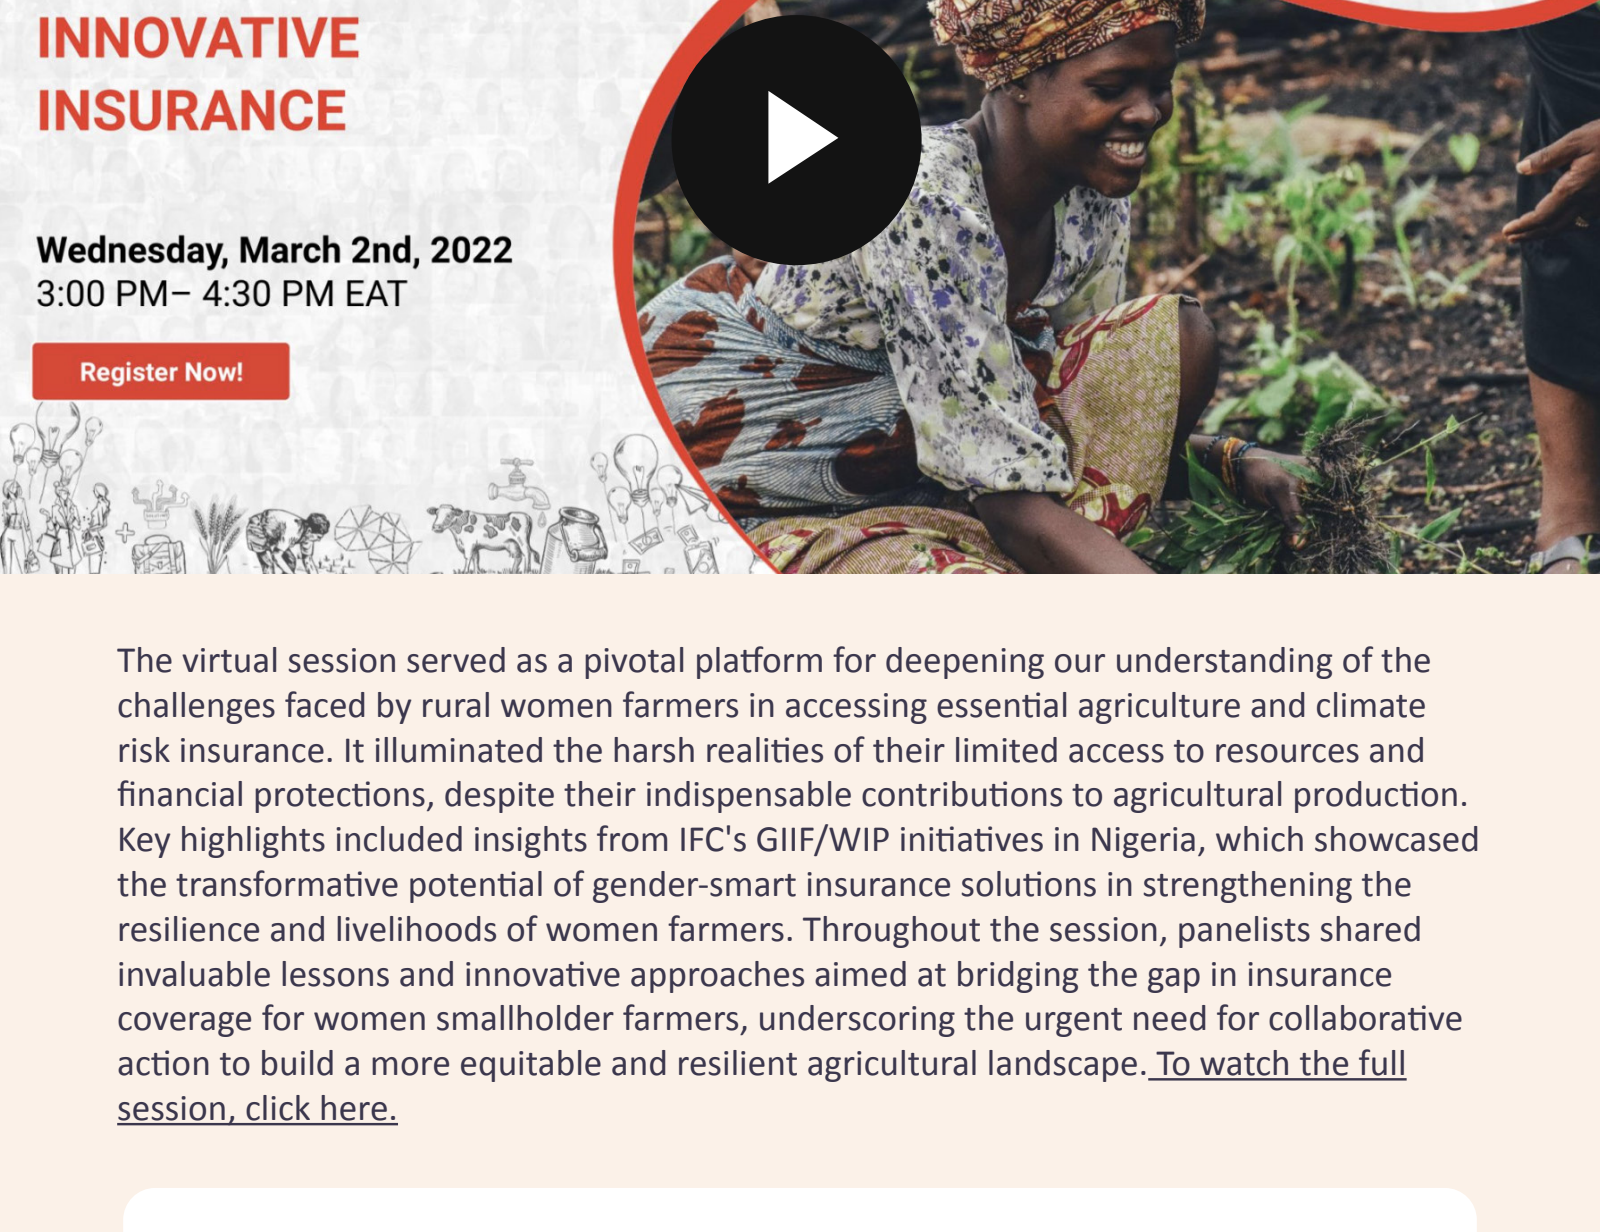 INNOVATIVE
INSURANCE
Wednesday, March 2nd, 2022
3:00 PM– 4:30 PM EAT
Register Now!
The virtual session served as a pivotal platform for deepening our understanding of the
challenges faced by rural women farmers in accessing essential agriculture and climate
risk insurance. It illuminated the harsh realities of their limited access to resources and
financial protections, despite their indispensable contributions to agricultural production.
Key highlights included insights from IFC's GIIF/WIP initiatives in Nigeria, which showcased
the transformative potential of gender-smart insurance solutions in strengthening the
resilience and livelihoods of women farmers. Throughout the session, panelists shared
invaluable lessons and innovative approaches aimed at bridging the gap in insurance
coverage for women smallholder farmers, underscoring the urgent need for collaborative
action to build a more equitable and resilient agricultural landscape. To watch the full
session, click here.